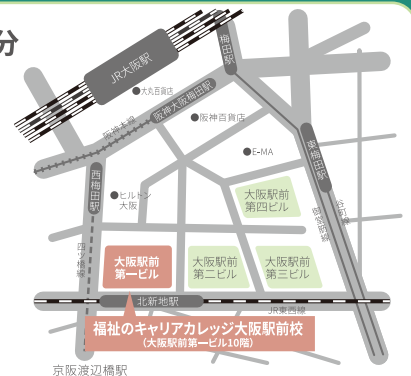 分
JR大阪駅
梅田駅
●大丸百貨店
阪神大阪梅田駅
阪神本線
●阪神百貨店
●E-MA
東梅田駅
西梅田駅
●ヒルトン
大阪
大阪駅前
第四ビル
谷町線
御堂筋線
四ツ橋線
大阪駅前
第一ビル
大阪駅前
第二ビル
大阪駅前
第三ビル
北新地駅
JR東西線
福祉のキャリアカレッジ大阪駅前校
(大阪駅前第一ビル10階)
京阪渡辺橋駅